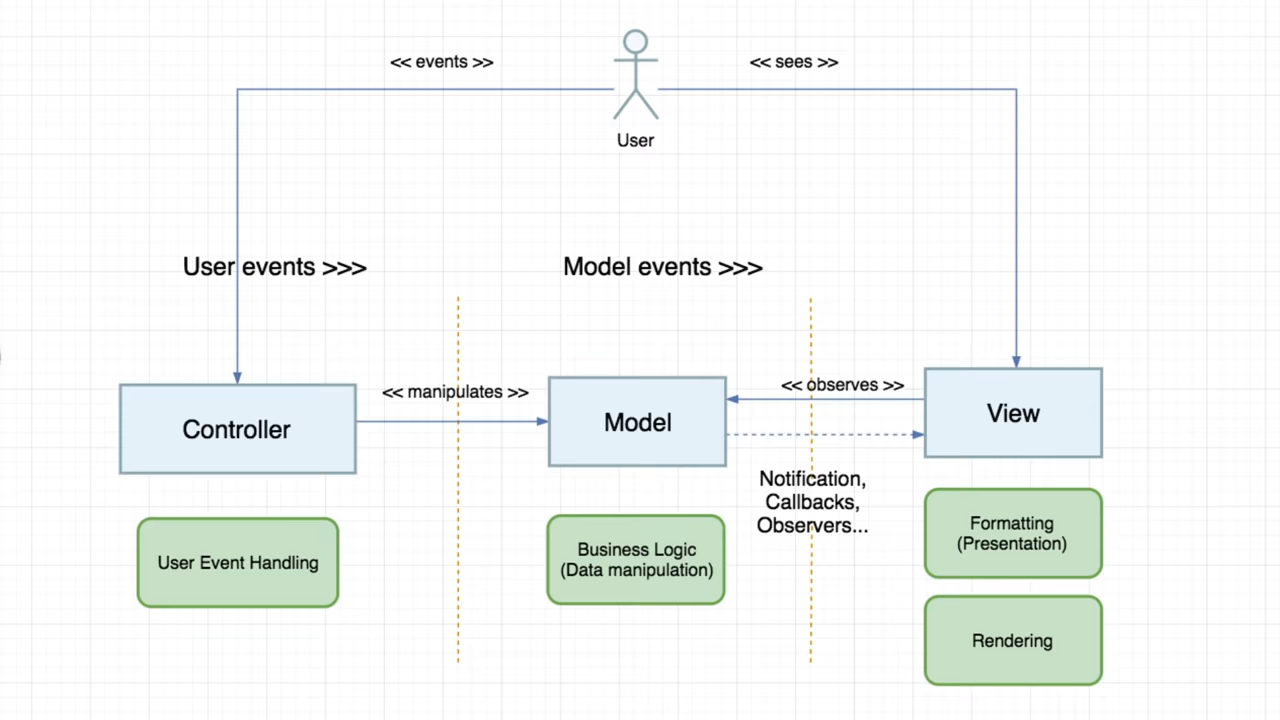 << events >>
<< sees >>
User
User events >>>
Model events >>>
<< manipulates >>
<< observes >>
Controller
Model
View
Notification,
Callbacks,
Observers...
User Event Handling
Business Logic
(Data manipulation)
Formatting
(Presentation)
Rendering